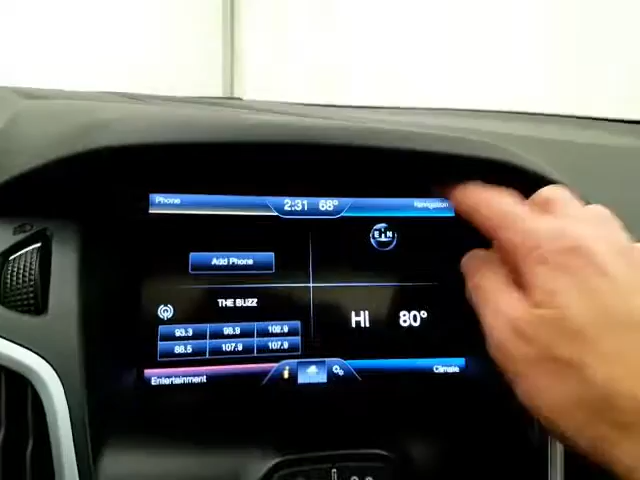 Phone
2:31 68°
Navigation
E N
Add Phone
THE BUZZ
93.3 98.9 102.9
88.5 107.9 107.9
HI 80°
Entertainment
Climate